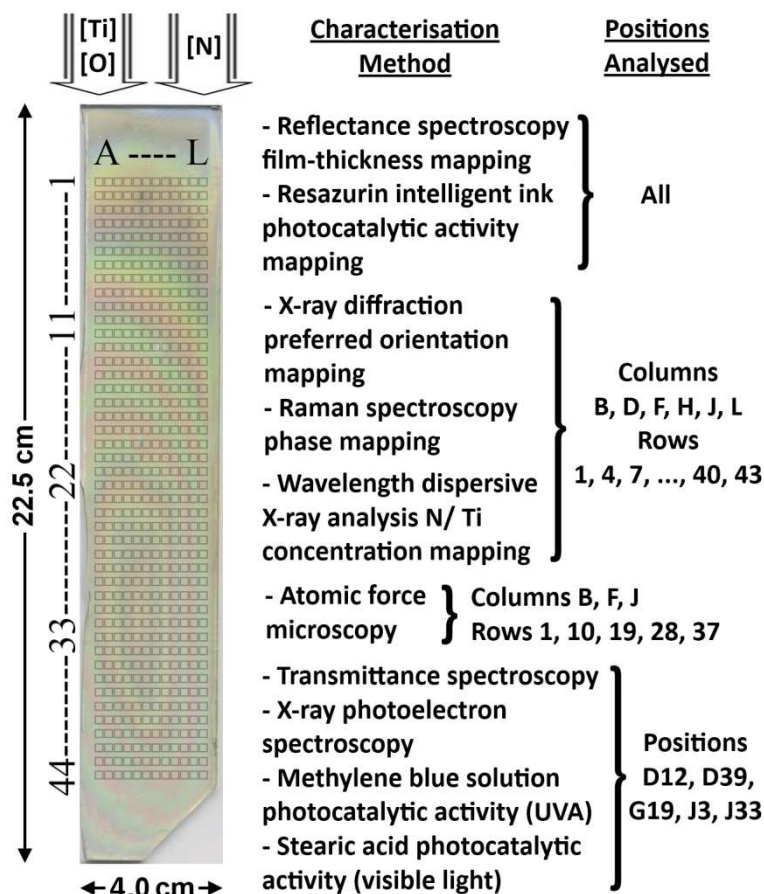 [Ti]
[O]
[N]
Characterisation
Method
Positions
Analysed
A ---- L
1
11
22
33
44
22.5 cm
4.0 cm
- Reflectance spectroscopy
film-thickness mapping
- Resazurin intelligent ink
photocatalytic activity
mapping
All
- X-ray diffraction
preferred orientation
mapping
- Raman spectroscopy
phase mapping
- Wavelength dispersive
X-ray analysis N/ Ti
concentration mapping
Columns
B, D, F, H, J, L
Rows
1, 4, 7, ..., 40, 43
- Atomic force
microscopy
Columns B, F, J
Rows 1, 10, 19, 28, 37
- Transmittance spectroscopy
- X-ray photoelectron
spectroscopy
- Methylene blue solution
photocatalytic activity (UVA)
- Stearic acid photocatalytic
activity (visible light)
Positions
D12, D39,
G19, J3, J33